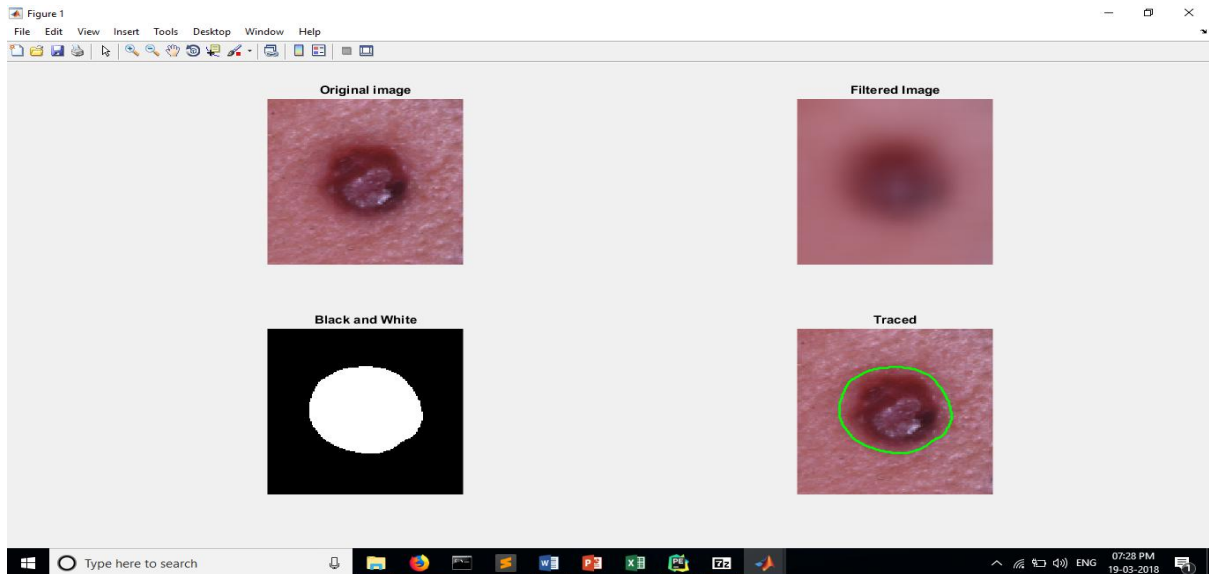 Figure 1
File Edit View Insert Tools Desktop Window Help
Original image
Filtered Image
Black and White
Traced
Type here to search
ENG
07:28 PM
19-03-2018